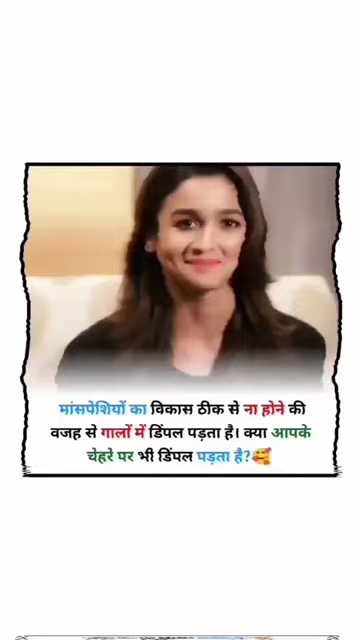 मांसपेशियों का विकास ठीक से ना होने की
वजह से गालों में डिंपल पड़ता है। क्या आपके
चेहरे पर भी डिंपल पड़ता है?🥰